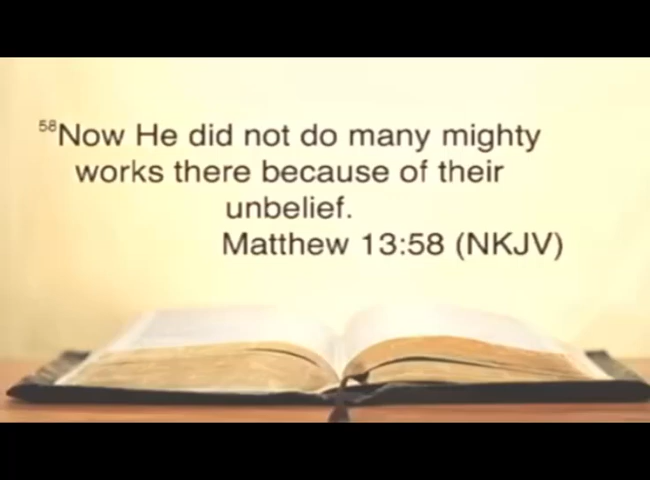 58Now He did not do many mighty
works there because of their
unbelief.
Matthew 13:58 (NKJV)